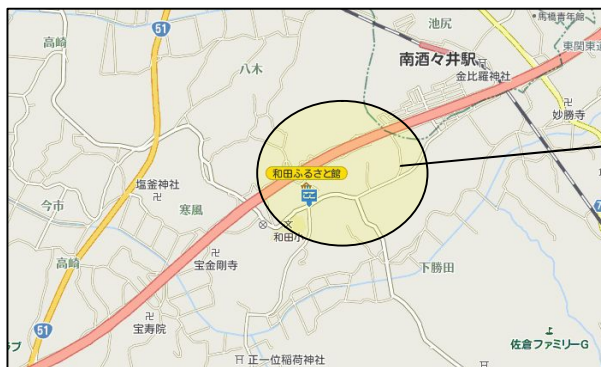 池尻
馬橋青年館
51
高崎
南酒々井駅
東関東道
八木
金比羅神社
妙勝寺
和田ふるさと館
塩釜神社
今市
寒風
和田小
高崎
宝金剛寺
下勝田
51
宝寿院
佐倉ファミリーG
正一位稲荷神社